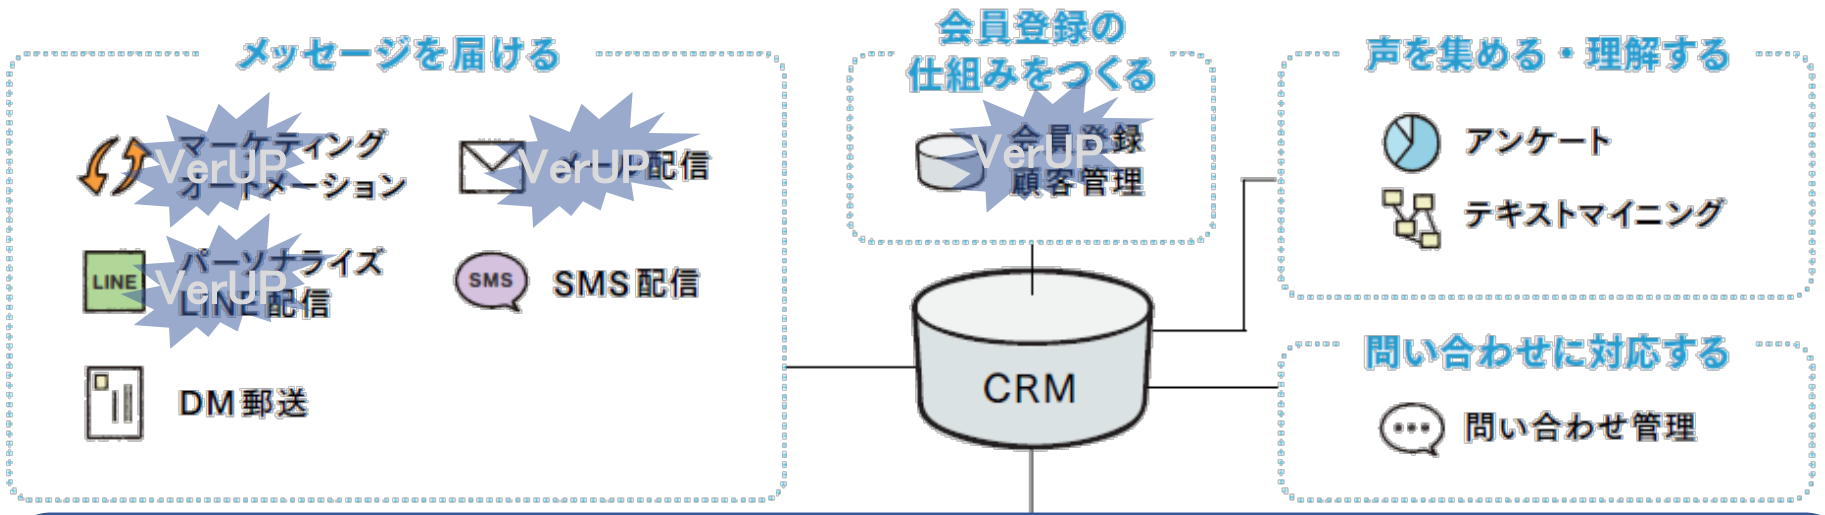 メッセージを届ける
マーケティング
オートメーション
VerUP
メール配信
VerUP
LINE
パーソナライズ
LINE配信
VerUP
SMS
SMS配信
DM郵送
会員登録の
仕組みをつくる
会員登録
顧客管理
VerUP
CRM
声を集める・理解する
アンケート
テキストマイニング
問い合わせに対応する
問い合わせ管理